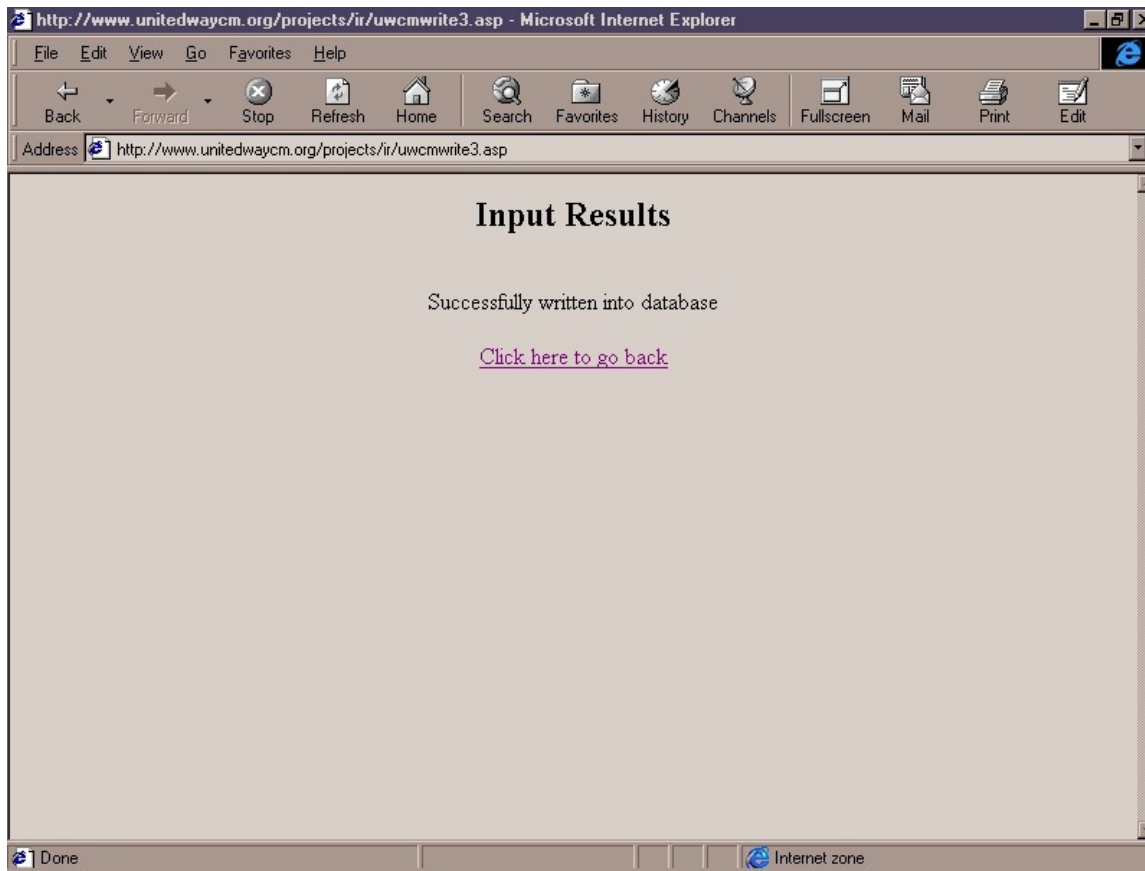 http://www.unitedwaycm.org/projects/ir/uwcmwrite3.asp - Microsoft Internet Explorer
File Edit View Go Favorites Help
Back Forward Stop Refresh Home Search Favorites History Channels Fullscreen Mail Print Edit
Address http://www.unitedwaycm.org/projects/ir/uwcmwrite3.asp
Input Results
Successfully written into database
Click here to go back
Done Internet zone